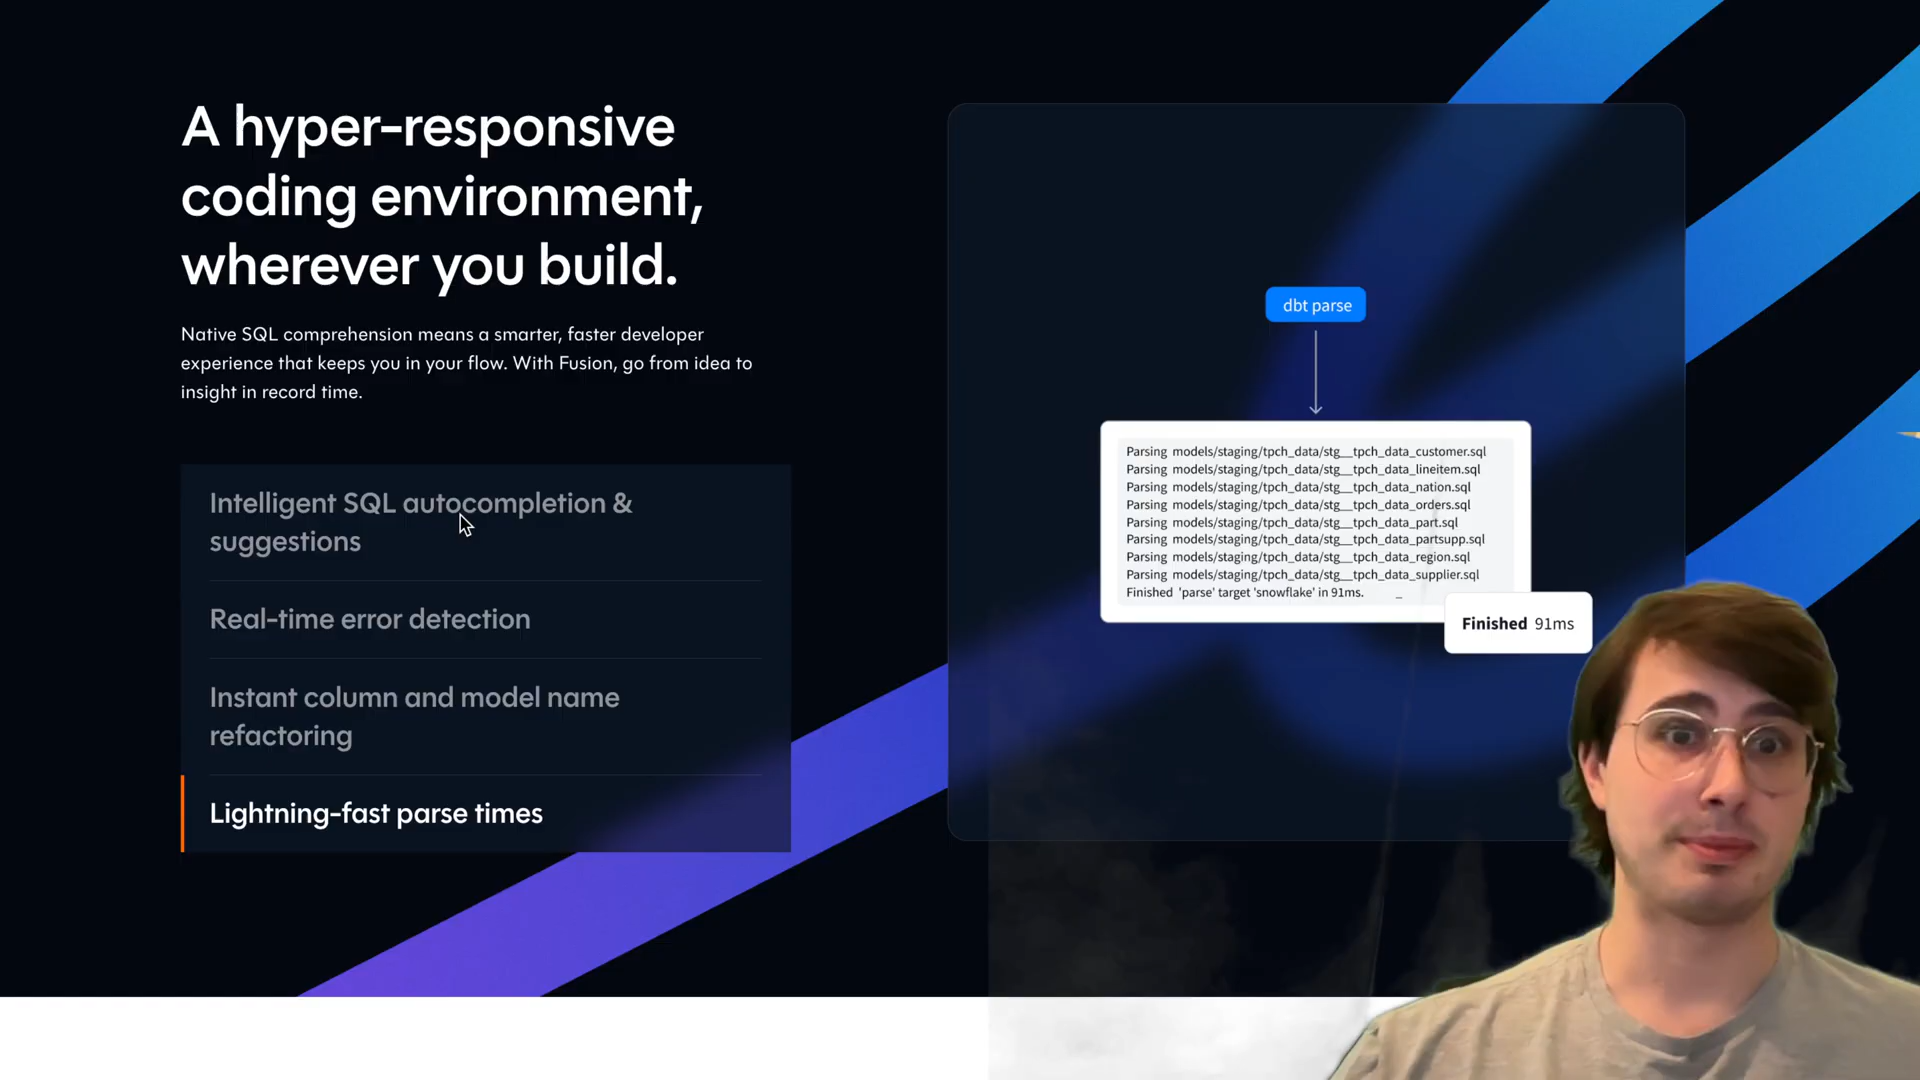 A hyper-responsive
coding environment,
wherever you build.
Native SQL comprehension means a smarter, faster developer
experience that keeps you in your flow. With Fusion, go from idea to
insight in record time.
Intelligent SQL autocompletion &
suggestions
Real-time error detection
Instant column and model name
refactoring
Lightning-fast parse times
dbt parse
Parsing models/staging/tpch_data/stg__tpch_data_customer.sql
Parsing models/staging/tpch_data/stg__tpch_data_lineitem.sql
Parsing models/staging/tpch_data/stg__tpch_data_nation.sql
Parsing models/staging/tpch_data/stg__tpch_data_orders.sql
Parsing models/staging/tpch_data/stg__tpch_data_part.sql
Parsing models/staging/tpch_data/stg__tpch_data_partsupp.sql
Parsing models/staging/tpch_data/stg__tpch_data_region.sql
Parsing models/staging/tpch_data/stg__tpch_data_supplier.sql
Finished 'parse' target 'snowflake' in 91ms. _
Finished 91ms